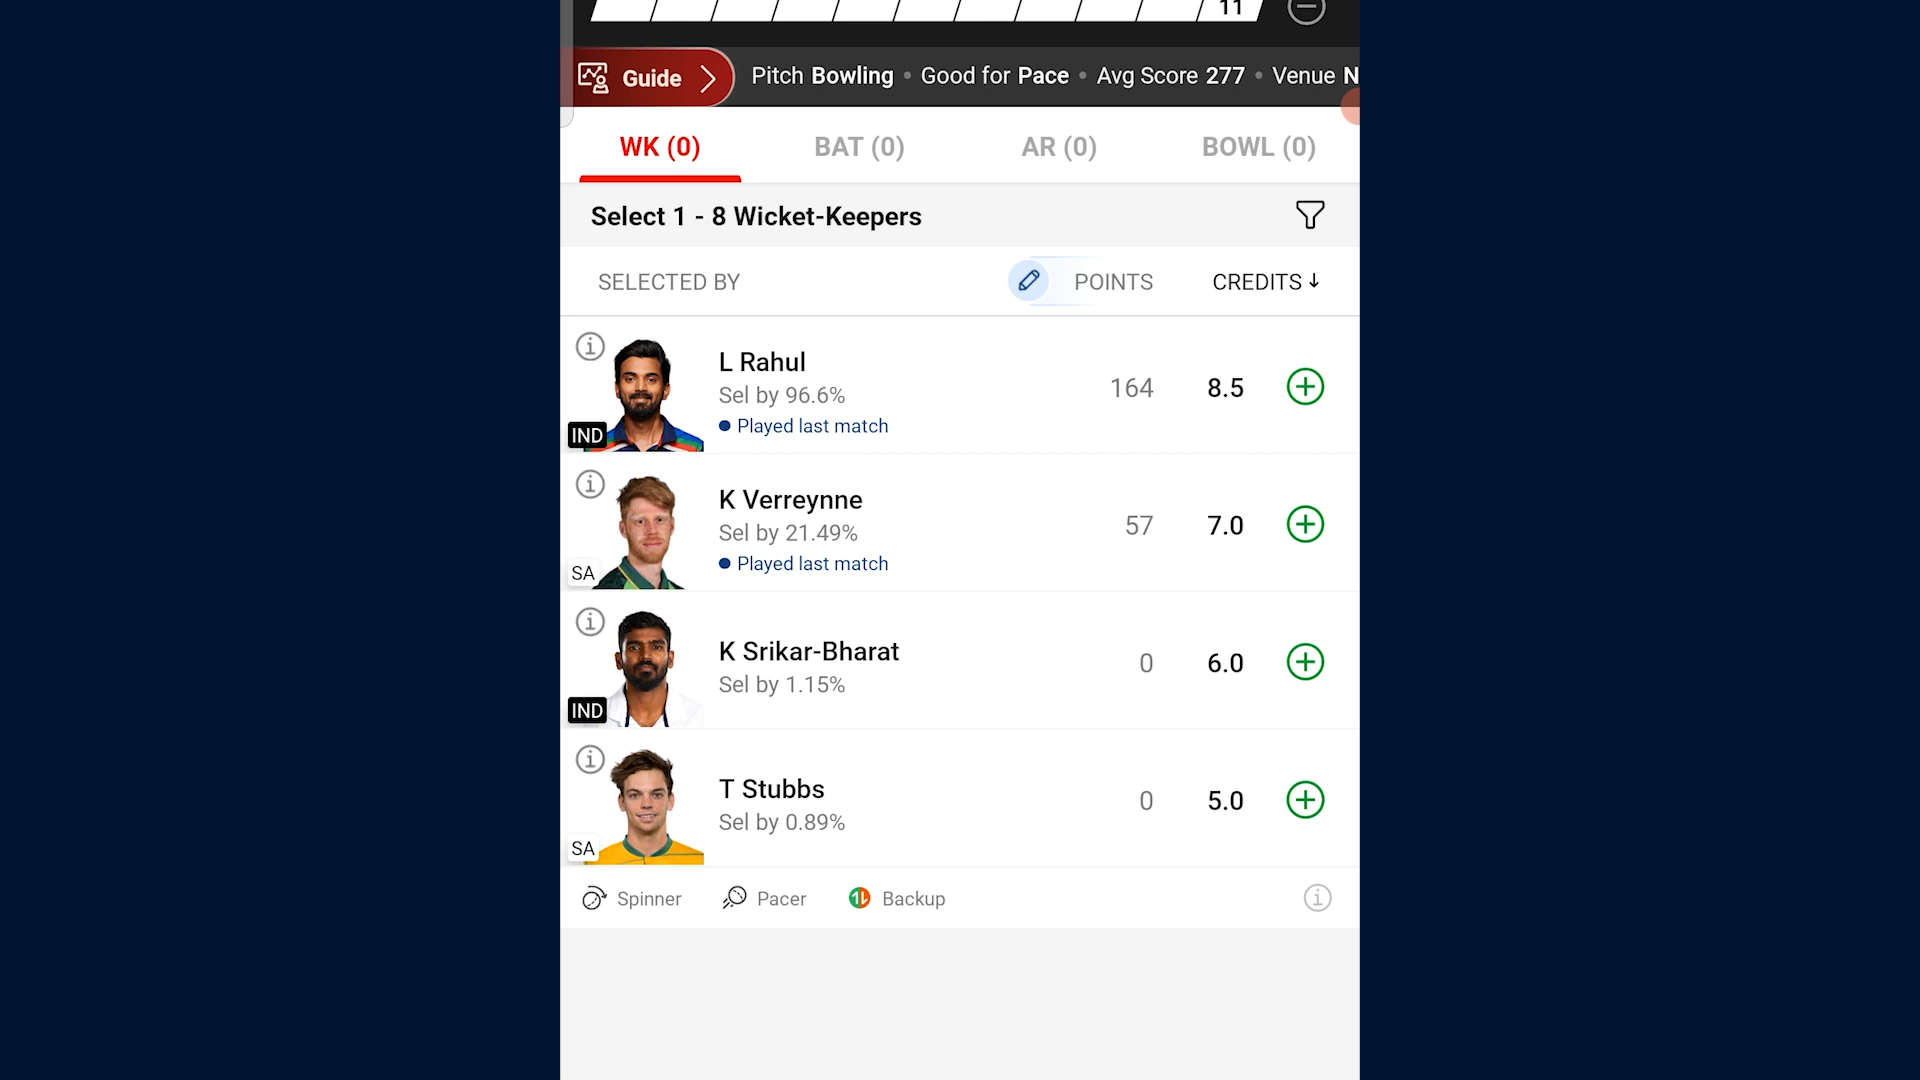 11
Guide
Pitch Bowling • Good for Pace • Avg Score 277 • Venue N
WK (0) BAT (0) AR (0) BOWL (0)
Select 1 - 8 Wicket-Keepers
SELECTED BY POINTS CREDITS↓
L Rahul
Sel by 96.6%
Played last match
IND
164 8.5
K Verreynne
Sel by 21.49%
Played last match
SA
57 7.0
K Srikar-Bharat
Sel by 1.15%
IND
0 6.0
T Stubbs
Sel by 0.89%
SA
0 5.0
Spinner Pacer Backup